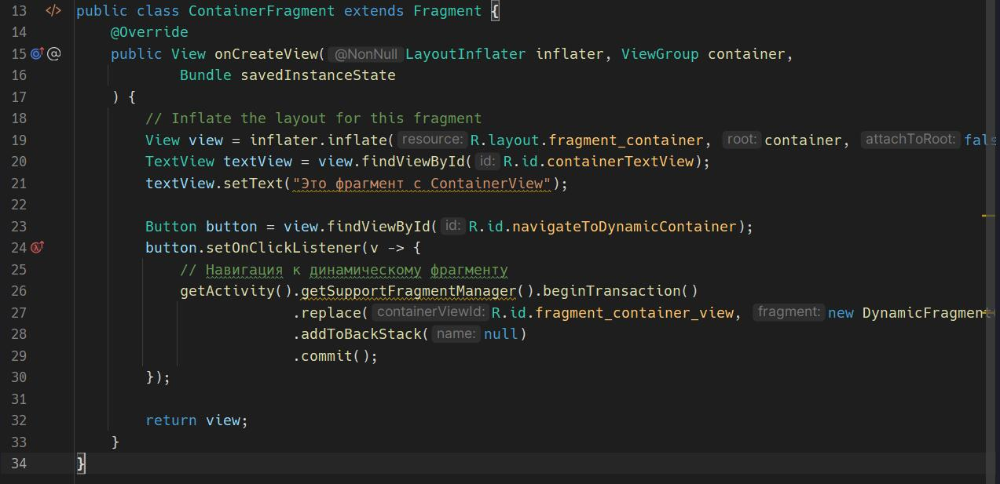 13 </> public class ContainerFragment extends Fragment {
14 @Override
15 @ public View onCreateView( @NonNull LayoutInflater inflater, ViewGroup container,
16 Bundle savedInstanceState
17 ) {
18 // Inflate the layout for this fragment
19 View view = inflater.inflate( resource: R.layout.fragment_container, root: container, attachToRoot: fals
20 TextView textView = view.findViewById( id: R.id.containerTextView);
21 textView.setText("Это фрагмент с ContainerView");
22
23 Button button = view.findViewById( id: R.id.navigateToDynamicContainer);
24 button.setOnClickListener(v -> {
25 // Навигация к динамическому фрагменту
26 getActivity().getSupportFragmentManager().beginTransaction()
27 .replace( containerViewId: R.id.fragment_container_view, fragment: new DynamicFragment
28 .addToBackStack( name: null)
29 .commit();
30 });
31
32 return view;
33 }
34 }